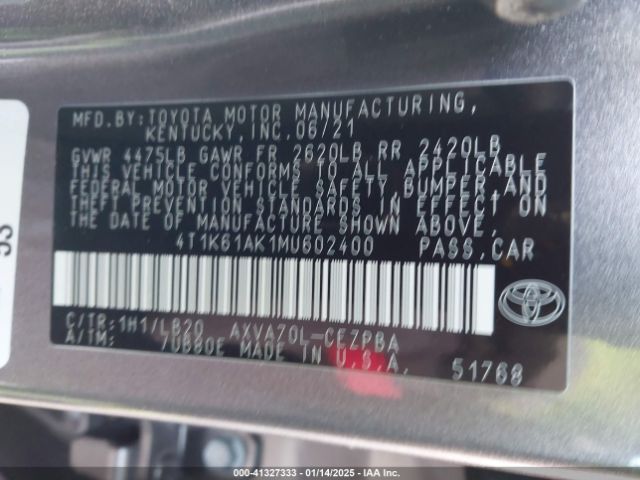 MFD.BY:TOYOTA MOTOR MANUFACTURING,
KENTUCKY,INC.06/21
GVWR 4475LB GAWR FR 2620LB RR 2420LB
THIS VEHICLE CONFORMS TO ALL APPLICABLE
FEDERAL MOTOR VEHICLE SAFETY, BUMPER, AND
THEFT PREVENTION STANDARDS IN EFFECT ON
THE DATE OF MANUFACTURE SHOWN ABOVE,
4T1K61AK1MU602400 PASS,CAR
C/TR:1H1/LB20 AXVA70L-CEZPBA
A/TM: 7UB80E MADE IN U.S.A. 51768
53
000-41327333 — 01/14/2025 — IAA Inc.